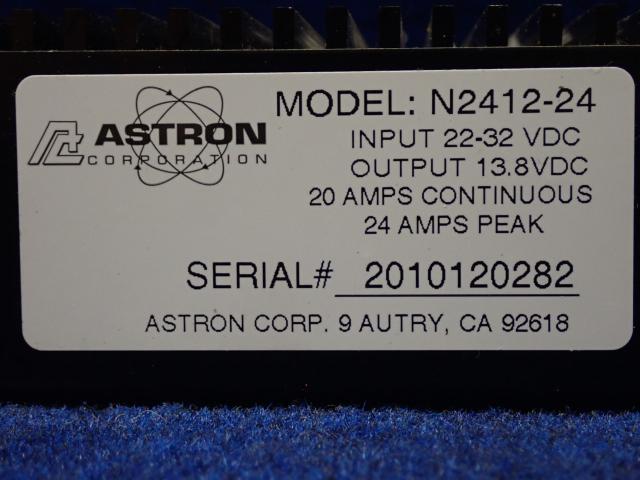 ASTRON
CORPORATION
MODEL: N2412-24
INPUT 22-32 VDC
OUTPUT 13.8VDC
20 AMPS CONTINUOUS
24 AMPS PEAK
SERIAL# 2010120282
ASTRON CORP. 9 AUTRY, CA 92618